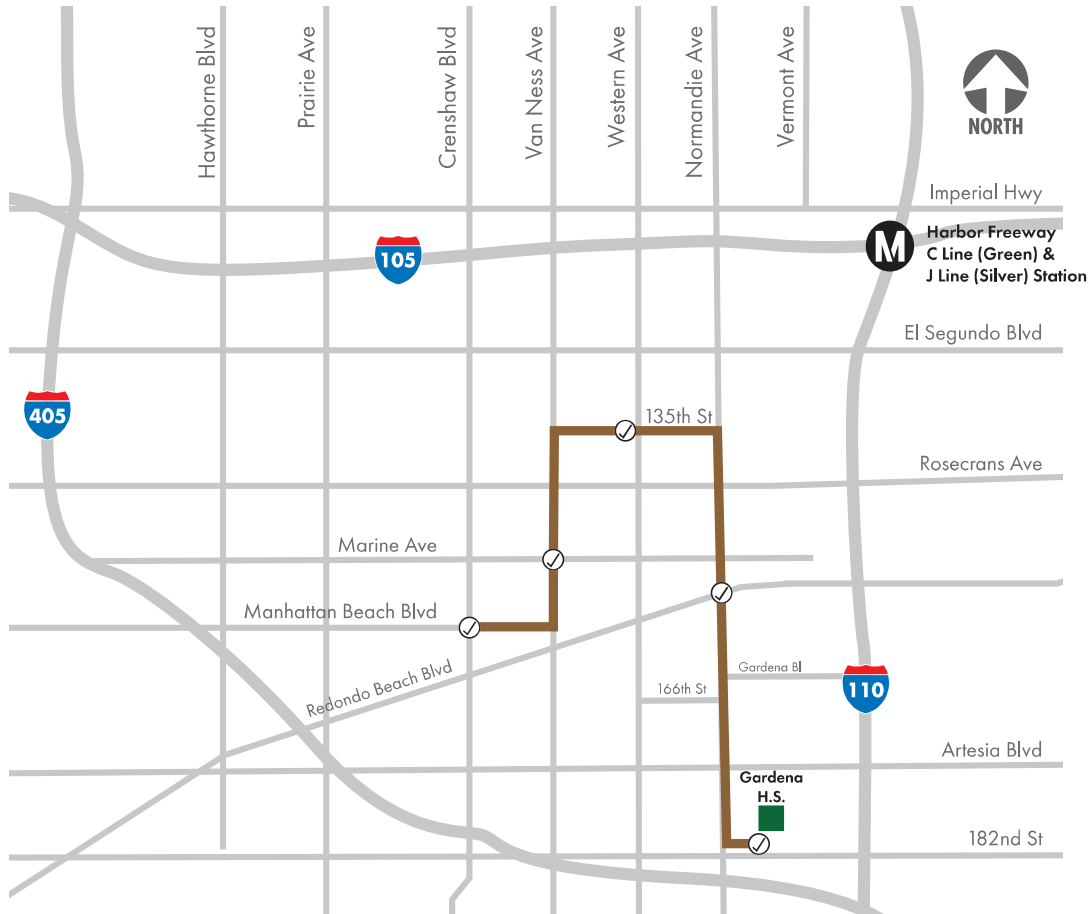 Hawthorne Blvd
Prairie Ave
Crenshaw Blvd
Van Ness Ave
Western Ave
Normandie Ave
Vermont Ave
NORTH
Imperial Hwy
M
Harbor Freeway
C Line (Green) &
J Line (Silver) Station
105
El Segundo Blvd
405
135th St
Rosecrans Ave
Marine Ave
Manhattan Beach Blvd
Redondo Beach Blvd
Gardena Bl
166th St
110
Artesia Blvd
Gardena
H.S.
182nd St